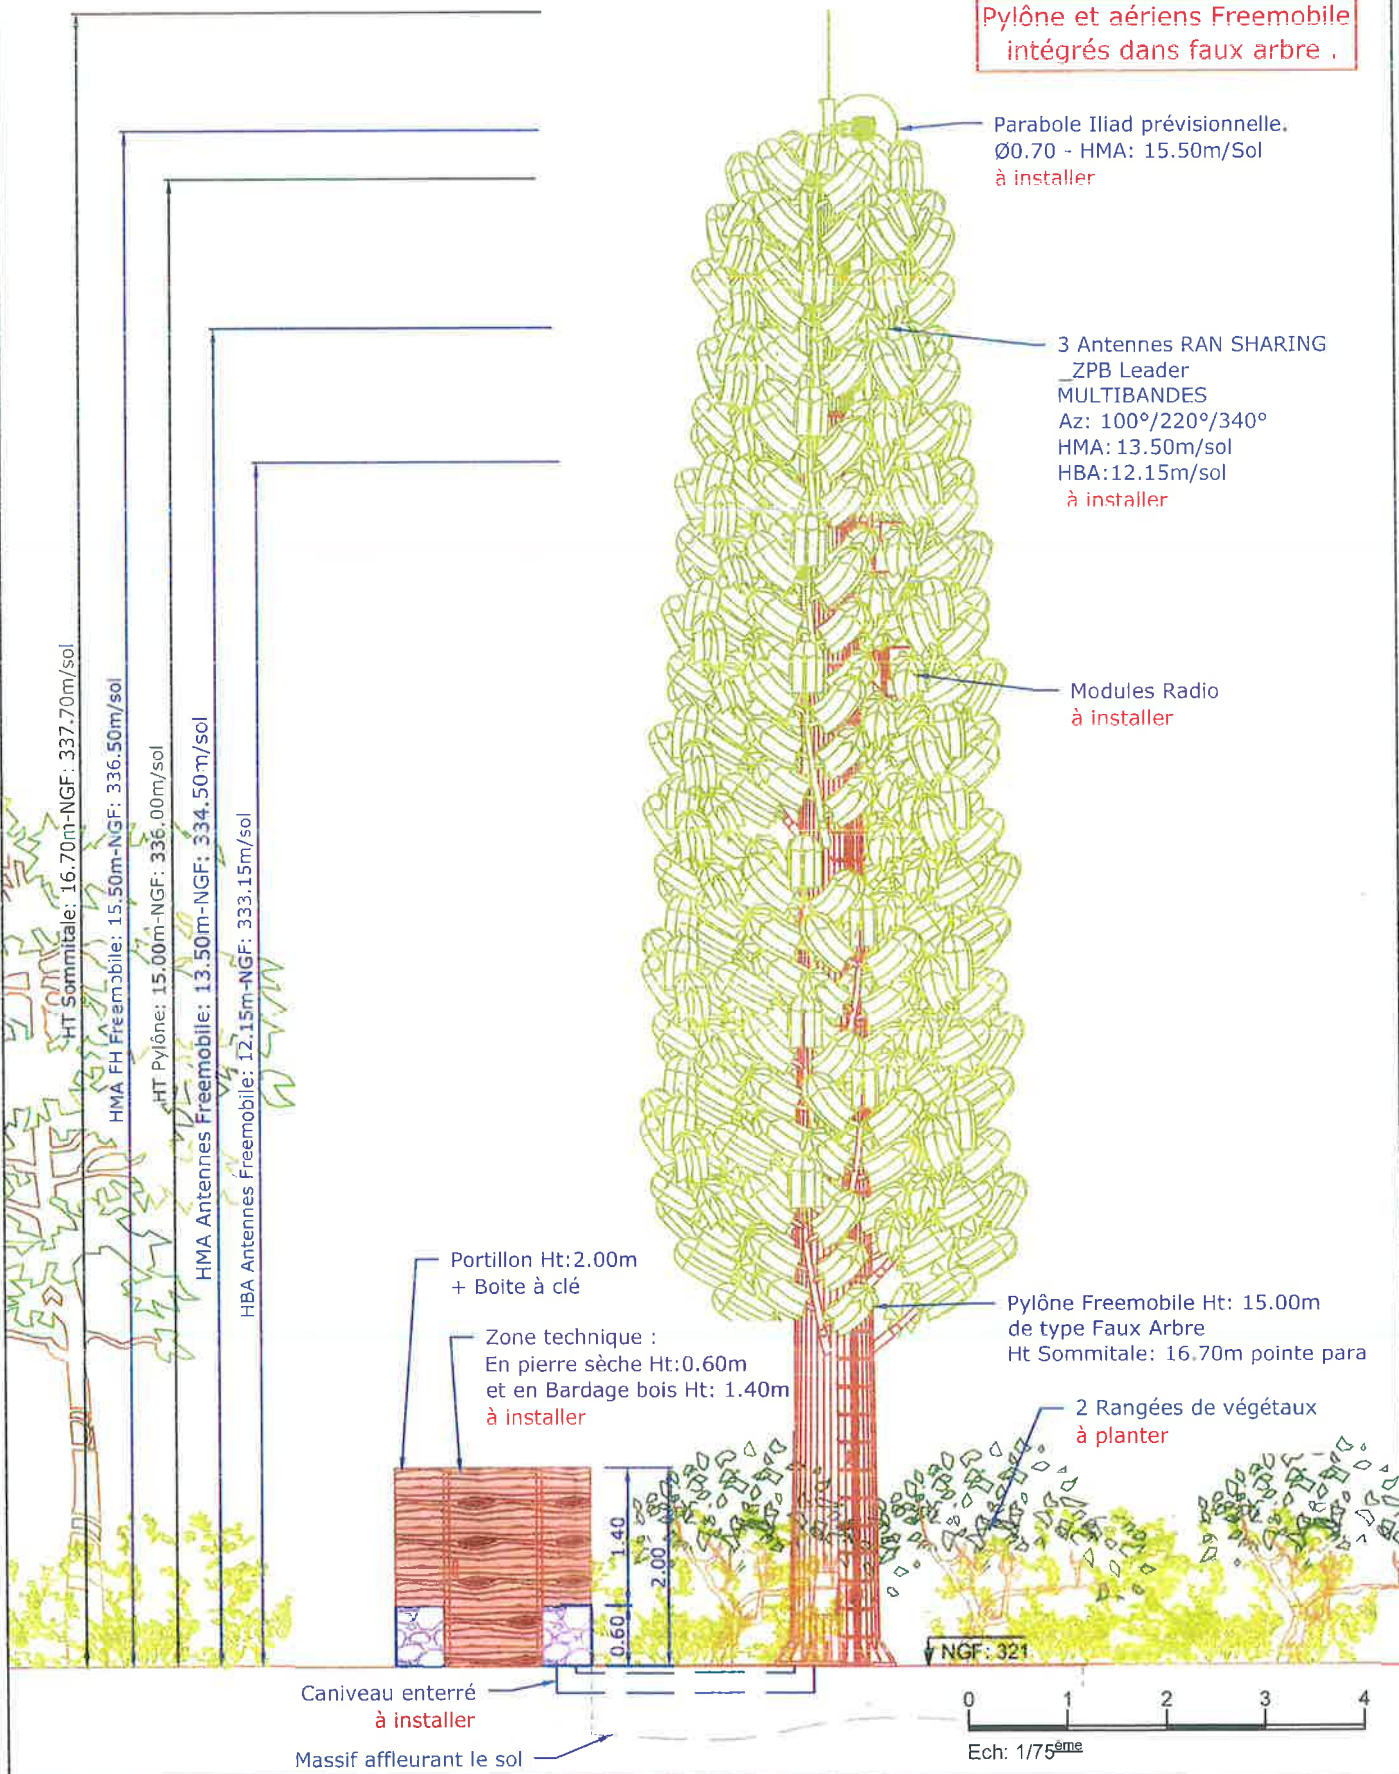 Pylône et aériens Freemobile
intégrés dans faux arbre .
Parabole Iliad prévisionnelle.
Ø0.70 - HMA: 15.50m/Sol
à installer
3 Antennes RAN SHARING
_ZPB Leader
MULTIBANDES
Az: 100°/220°/340°
HMA: 13.50m/sol
HBA:12.15m/sol
à installer
Modules Radio
à installer
HT Sommitale: 16.70m-NGF: 337.70m/sol
HMA FH Freemobile: 15.50m-NGF: 336.50m/sol
HT Pylône: 15.00m-NGF: 336.00m/sol
HMA Antennes Freemobile: 13.50m-NGF: 334.50m/sol
HBA Antennes Freemobile: 12.15m-NGF: 333.15m/sol
Portillon Ht:2.00m
+ Boite à clé
Zone technique :
En pierre sèche Ht:0.60m
et en Bardage bois Ht: 1.40m
à installer
Pylône Freemobile Ht: 15.00m
de type Faux Arbre
Ht Sommitale: 16.70m pointe para
2 Rangées de végétaux
à planter
1.40
2.00
0.60
NGF: 321
Caniveau enterré
à installer
Massif affleurant le sol
0 1 2 3 4
Ech: 1/75ème